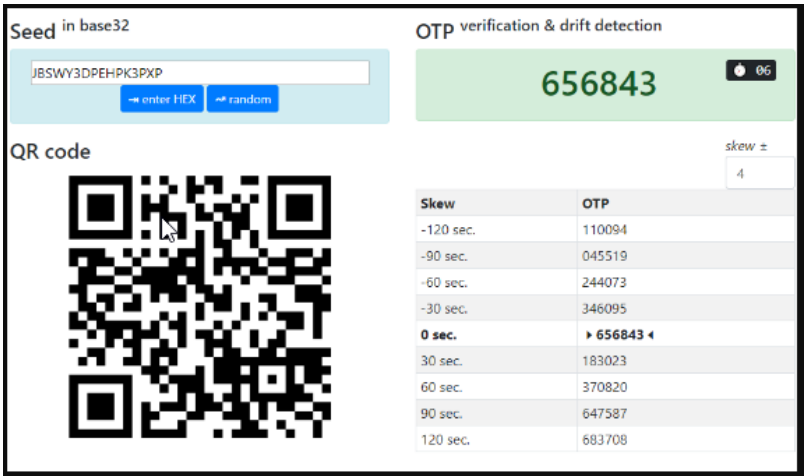 Seed in base32
JBSWY3DPEHPK3PXP
⇥ enter HEX
⇝ random
QR code
OTP verification & drift detection
656843
06
skew ±
4
Skew OTP
-120 sec. 110094
-90 sec. 045519
-60 sec. 244073
-30 sec. 346095
0 sec. ▸ 656843 ◂
30 sec. 183023
60 sec. 370820
90 sec. 647587
120 sec. 683708